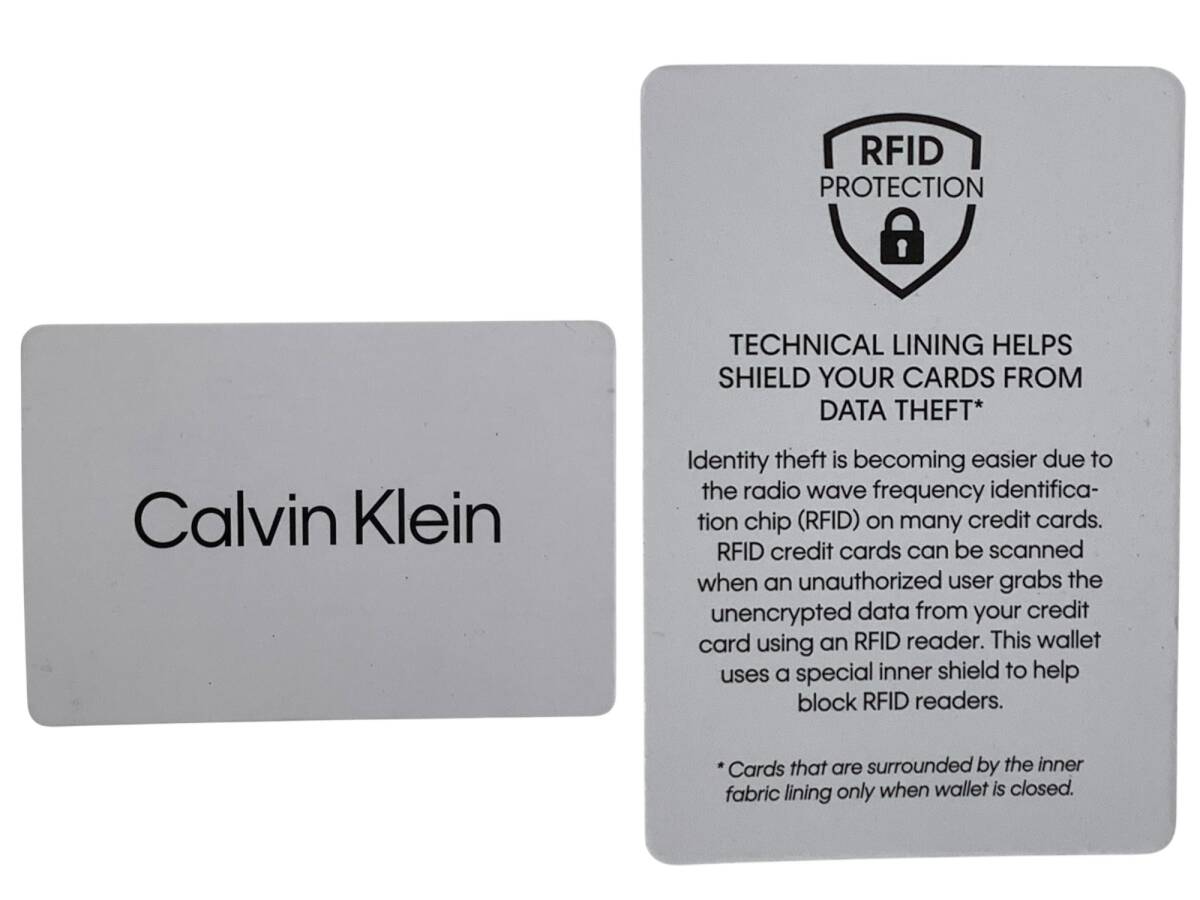 Calvin Klein
RFID
PROTECTION
TECHNICAL LINING HELPS
SHIELD YOUR CARDS FROM
DATA THEFT*
Identity theft is becoming easier due to
the radio wave frequency identifica-
tion chip (RFID) on many credit cards.
RFID credit cards can be scanned
when an unauthorized user grabs the
unencrypted data from your credit
card using an RFID reader. This wallet
uses a special inner shield to help
block RFID readers.
* Cards that are surrounded by the inner
fabric lining only when wallet is closed.